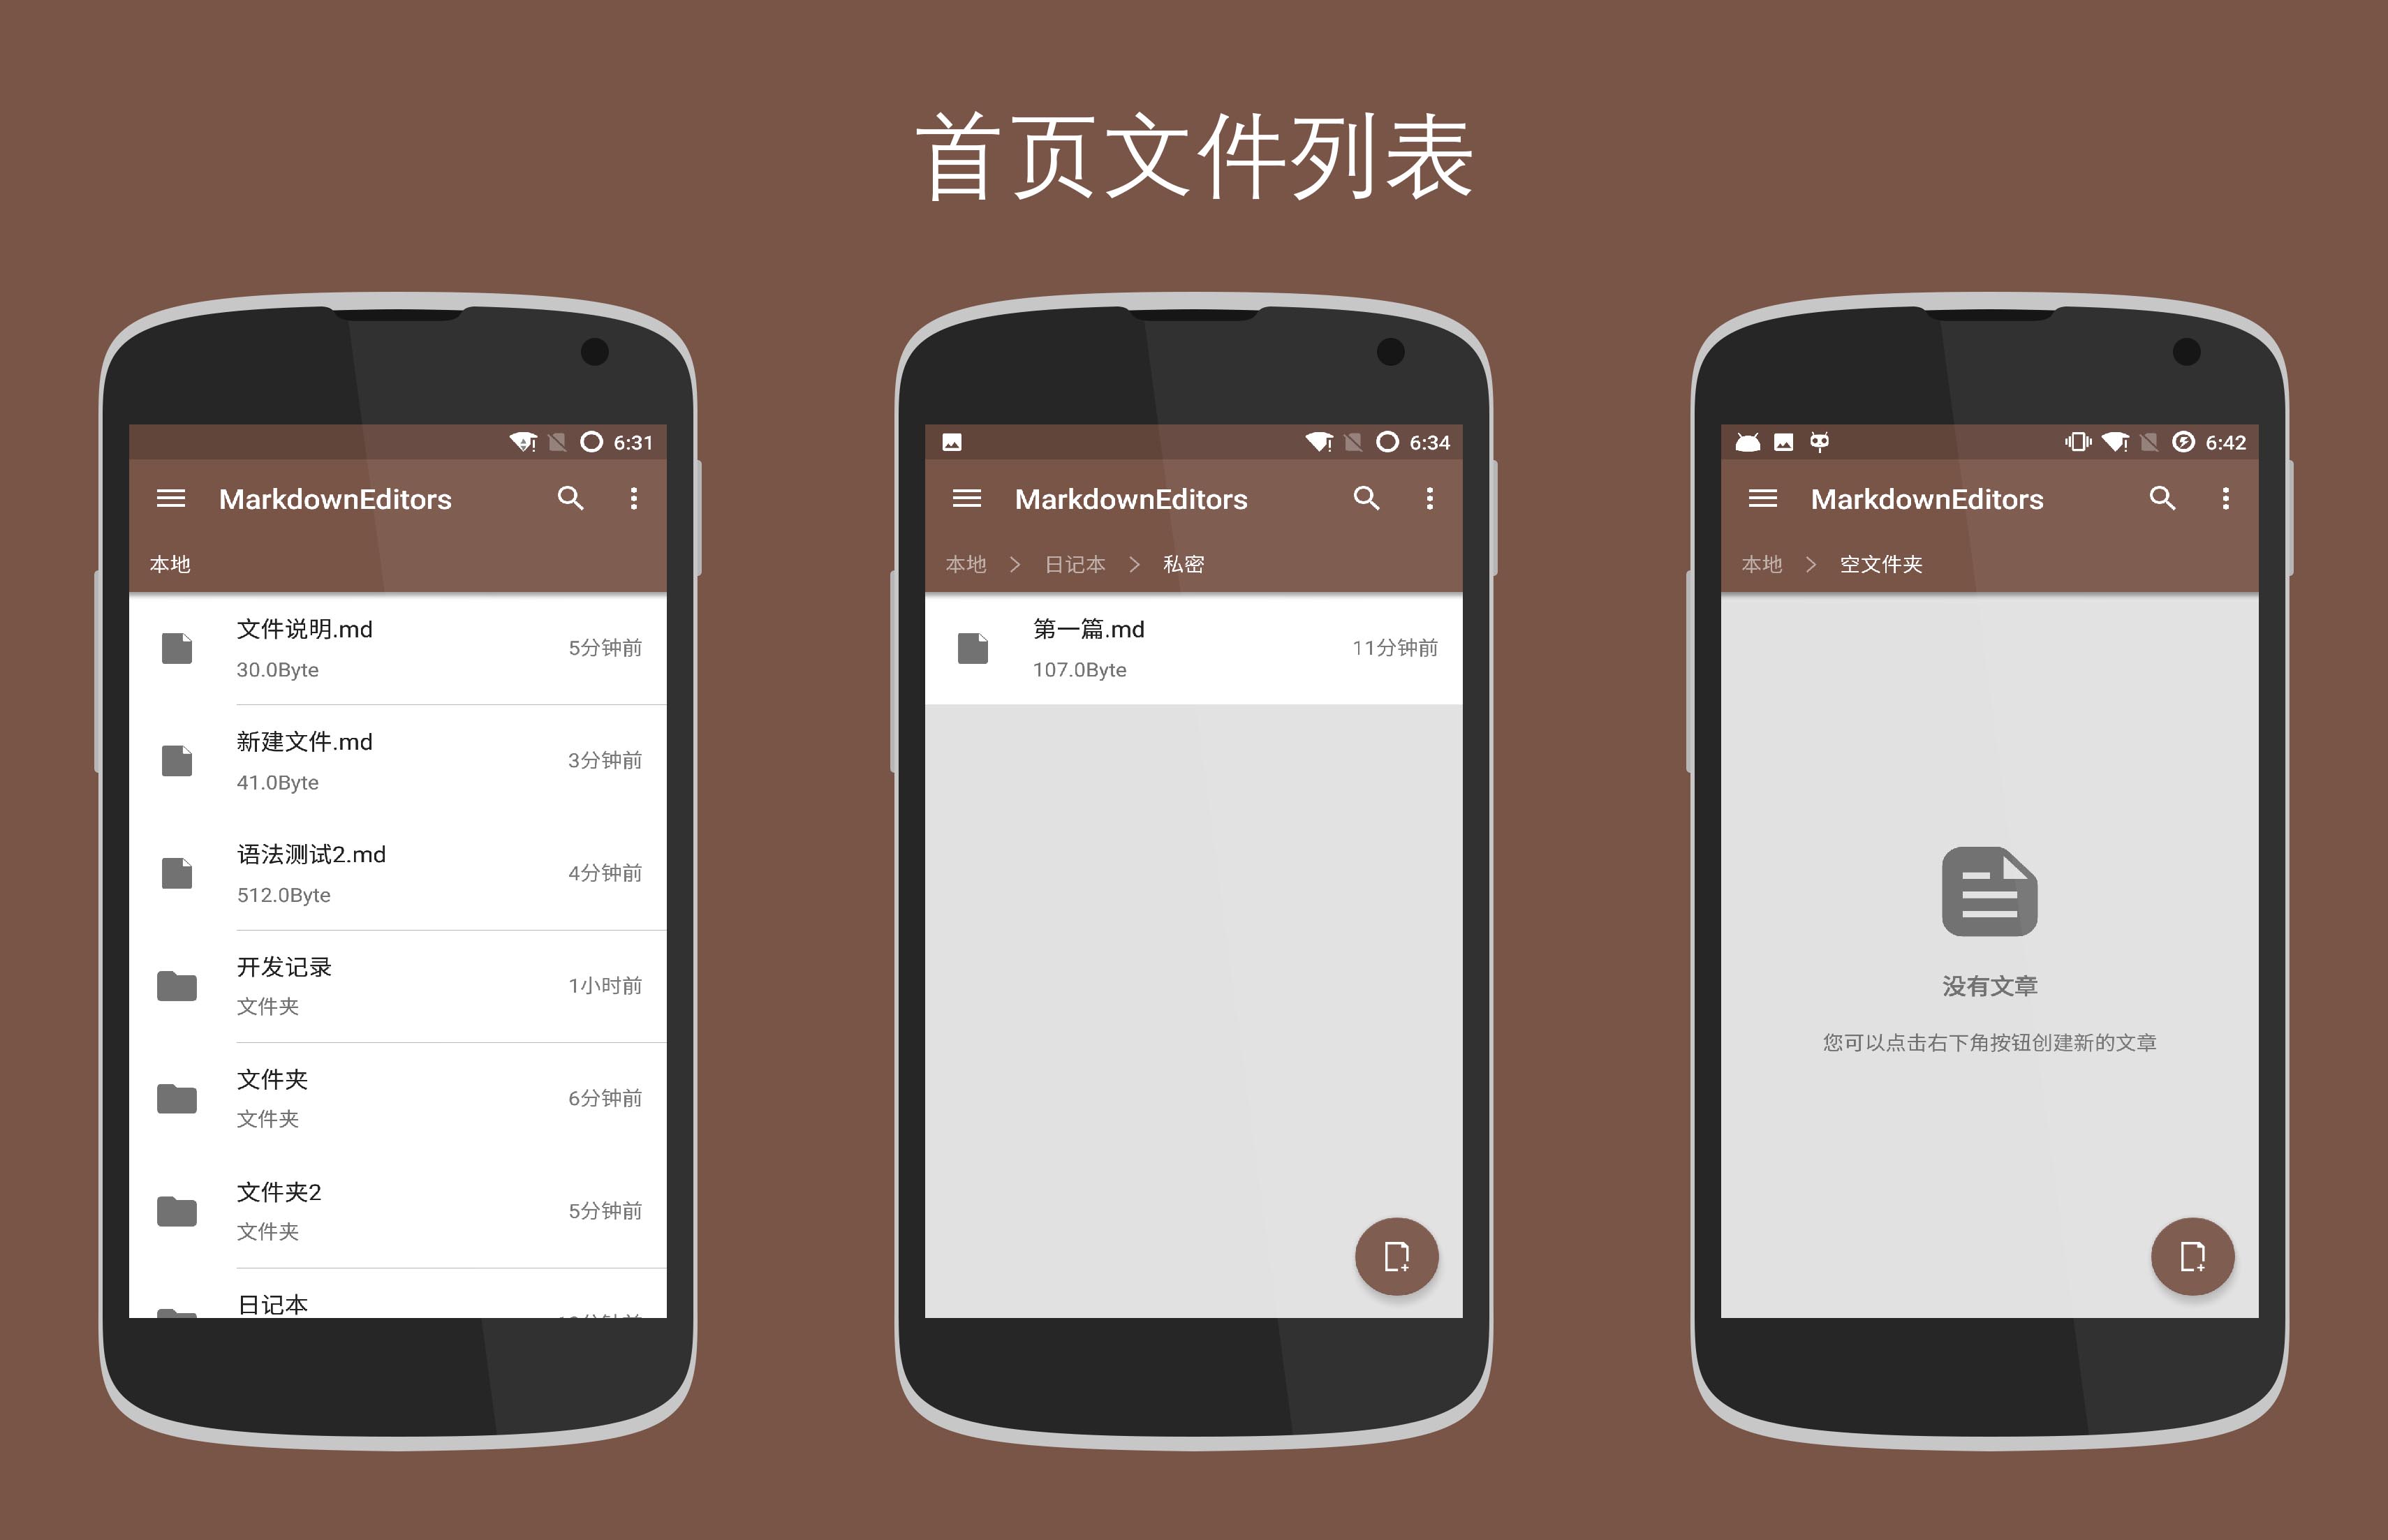 首页文件列表
6:31
MarkdownEditors
本地
文件说明.md
5分钟前
30.0Byte
新建文件.md
3分钟前
41.0Byte
语法测试2.md
4分钟前
512.0Byte
开发记录
1小时前
文件夹
文件夹
6分钟前
文件夹
文件夹2
5分钟前
文件夹
日记本
6:34
MarkdownEditors
本地 > 日记本 > 私密
第一篇.md
11分钟前
107.0Byte
6:42
MarkdownEditors
本地 > 空文件夹
没有文章
您可以点击右下角按钮创建新的文章